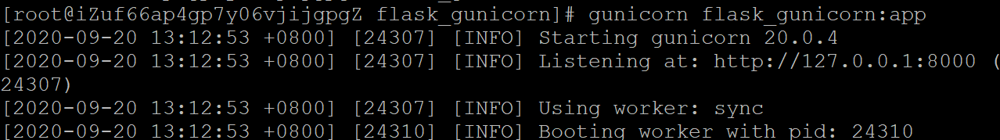 [root@iZuf66ap4gp7y06vjijgpgZ flask_gunicorn]# gunicorn flask_gunicorn:app
[2020-09-20 13:12:53 +0800] [24307] [INFO] Starting gunicorn 20.0.4
[2020-09-20 13:12:53 +0800] [24307] [INFO] Listening at: http://127.0.0.1:8000 (
24307)
[2020-09-20 13:12:53 +0800] [24307] [INFO] Using worker: sync
[2020-09-20 13:12:53 +0800] [24310] [INFO] Booting worker with pid: 24310